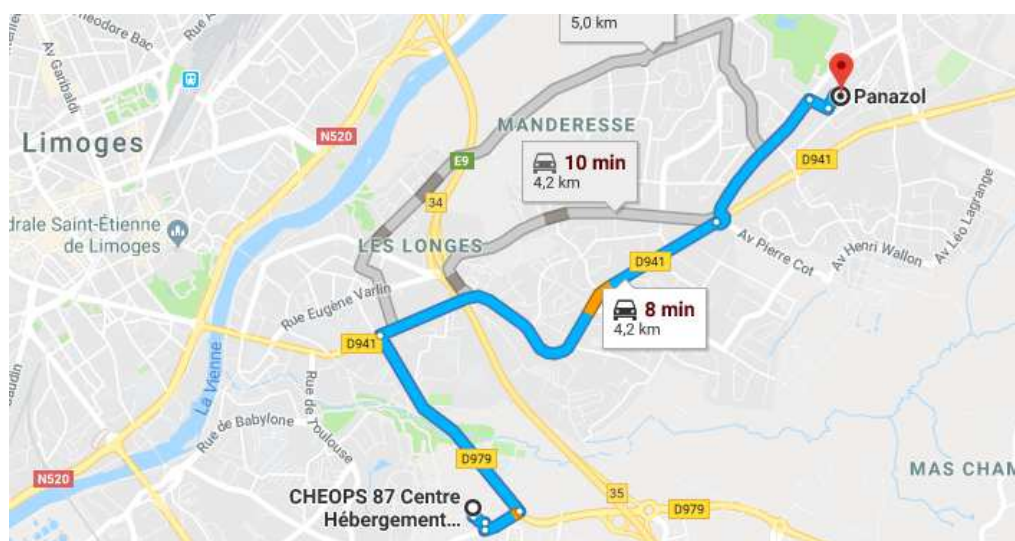 Théodore Bac
Rue A
5,0 km
Av Garibaldi
Panazol
N520
Limoges
MANDERESSE
E9
D941
10 min
4,2 km
34
drale Saint-Étienne
de Limoges
LES LONGES
Av Pierre Cot
Av Henri Wallon
Av Léo Lagrange
D941
Rue Eugène Varlin
8 min
4,2 km
D941
La Vienne
Rue de Toulouse
Rue de Babylone
D979
MAS CHAM
N520
CHEOPS 87 Centre
Hébergement...
35
D979